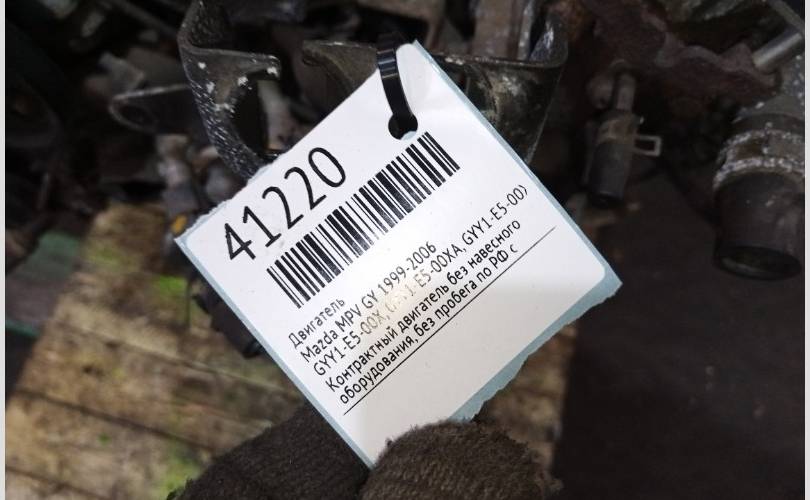 41220
Двигатель
Mazda MPV GY 1999-2006
GYY1-E5-00X, GYY1-E5-00XA, GYY1-E5-00)
Контрактный двигатель без навесного
оборудования, без пробега по РФ с